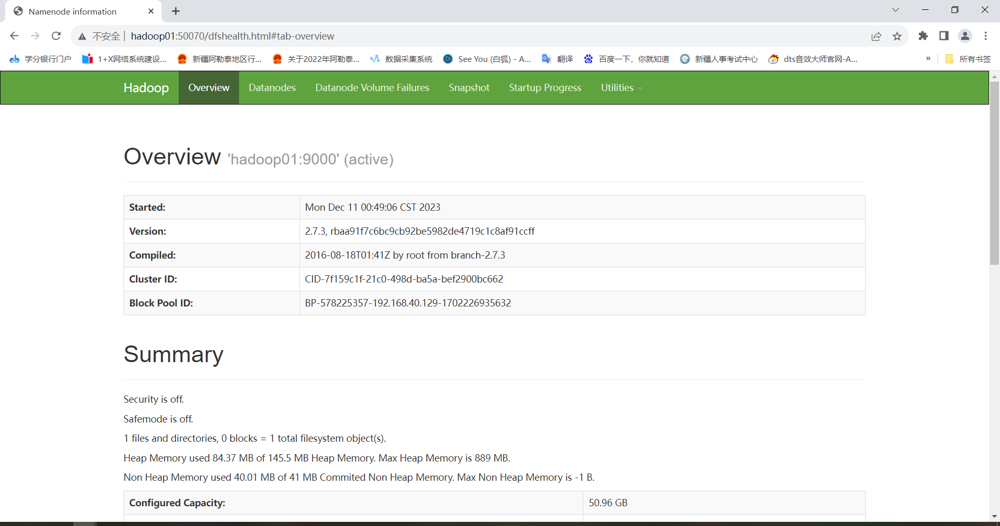 Namenode information
不安全 hadoop01:50070/dfshealth.html#tab-overview
学分银行门户 1+X网络系统建设... 新疆阿勒泰地区行... 关于2022年阿勒泰... 数据采集系统 See You (白狐) - A... 翻译 百度一下，你就知道 新疆人事考试中心 dts音效大师官网-A... » 所有书签
Hadoop Overview Datanodes Datanode Volume Failures Snapshot Startup Progress Utilities
Overview 'hadoop01:9000' (active)
Started: Mon Dec 11 00:49:06 CST 2023
Version: 2.7.3, rbaa91f7c6bc9cb92be5982de4719c1c8af91ccff
Compiled: 2016-08-18T01:41Z by root from branch-2.7.3
Cluster ID: CID-7f159c1f-21c0-498d-ba5a-bef2900bc662
Block Pool ID: BP-578225357-192.168.40.129-1702226935632
Summary
Security is off.
Safemode is off.
1 files and directories, 0 blocks = 1 total filesystem object(s).
Heap Memory used 84.37 MB of 145.5 MB Heap Memory. Max Heap Memory is 889 MB.
Non Heap Memory used 40.01 MB of 41 MB Commited Non Heap Memory. Max Non Heap Memory is -1 B.
Configured Capacity: 50.96 GB